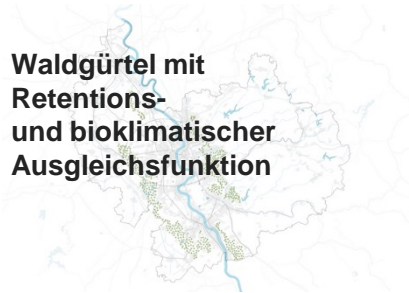 Waldgürtel mit
Retentions-
und bioklimatischer
Ausgleichsfunktion